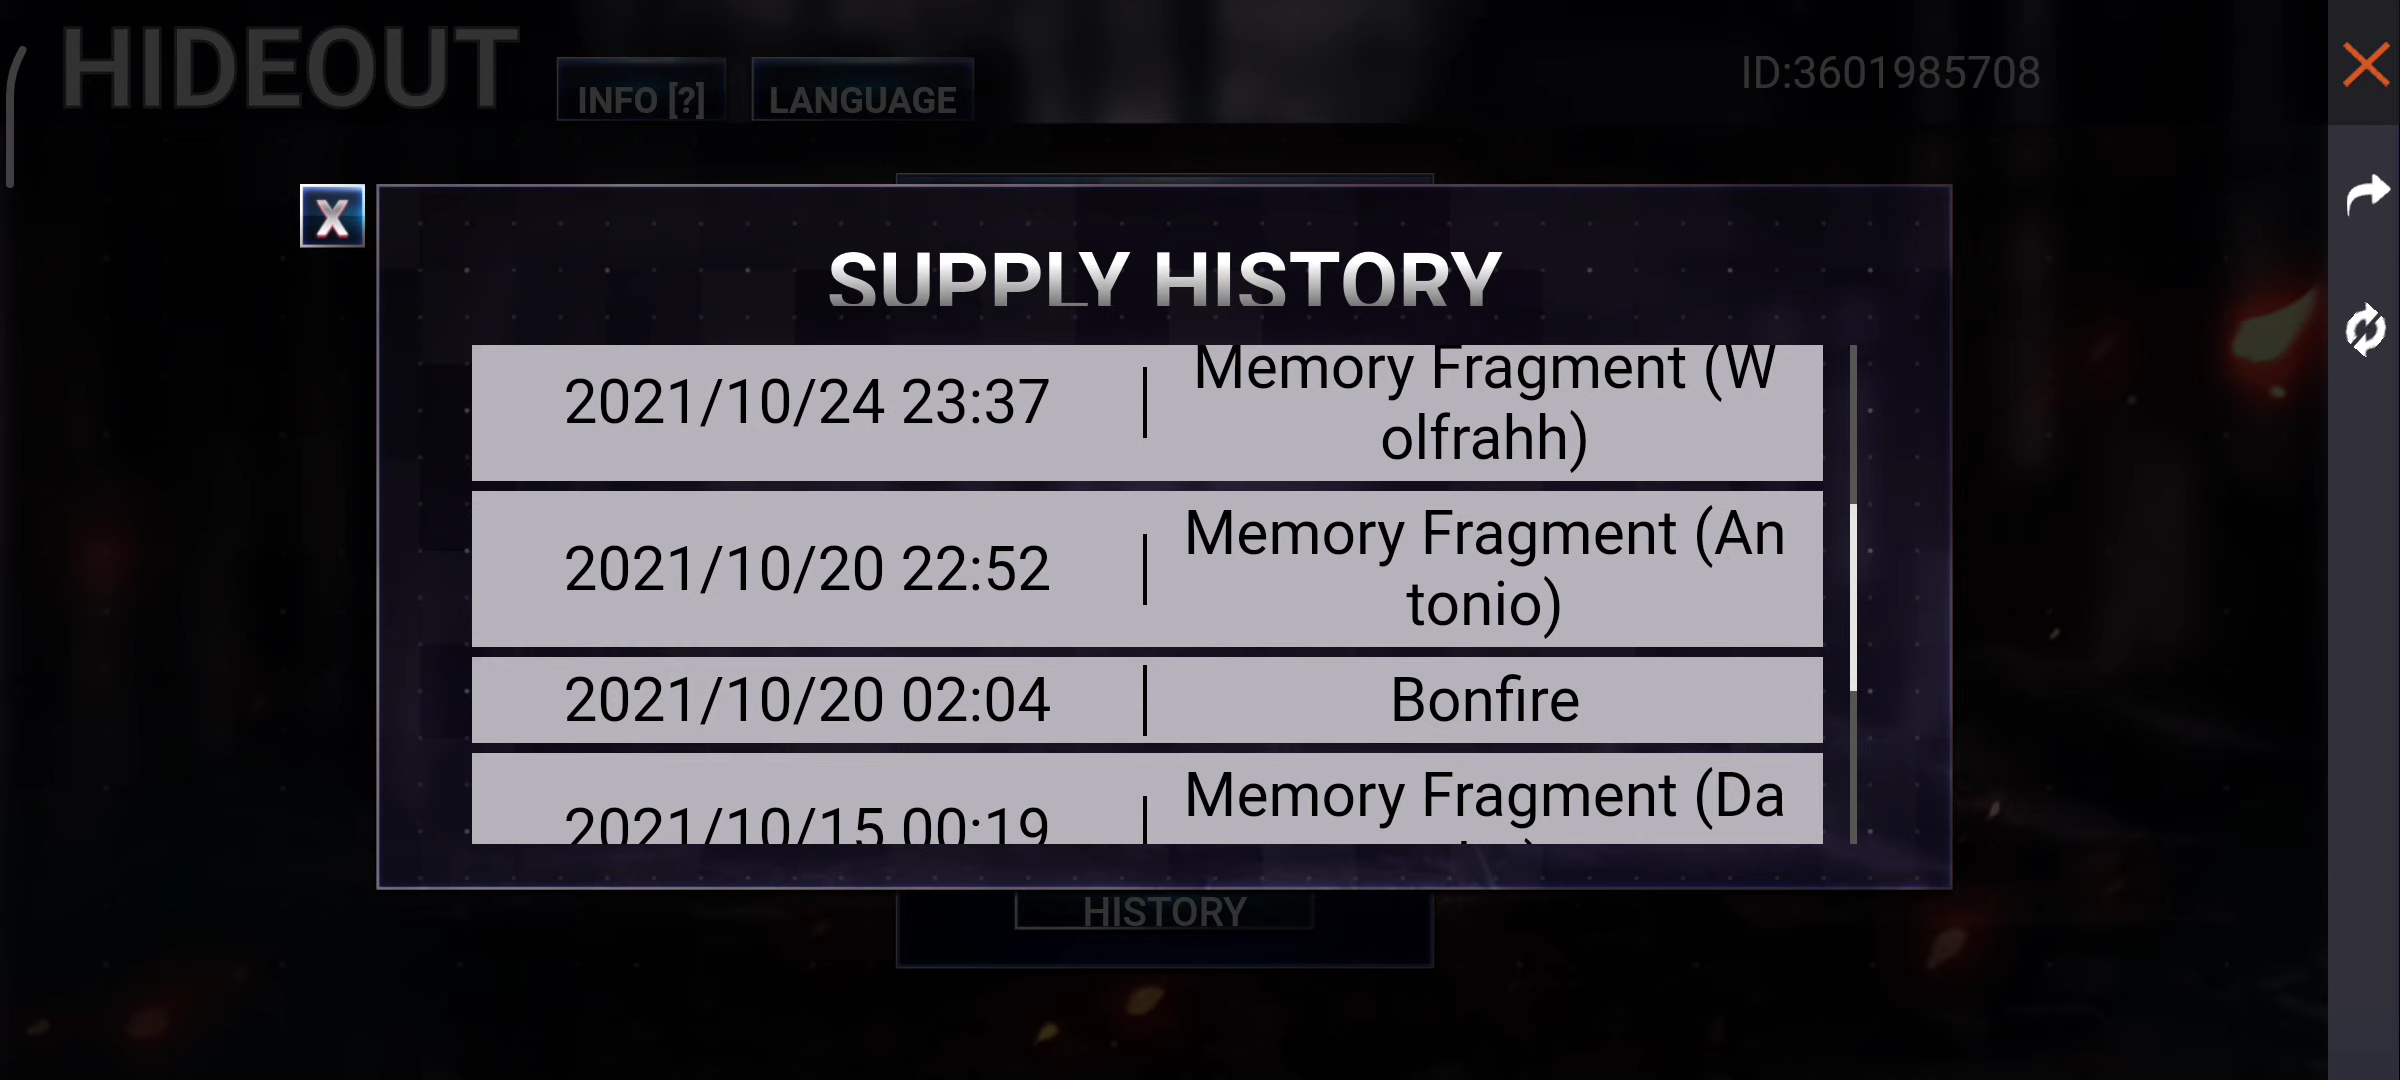 HIDEOUT
INFO [?]
LANGUAGE
ID:3601985708
X
SUPPLY HISTORY
2021/10/24 23:37
Memory Fragment (W
olfrahh)
2021/10/20 22:52
Memory Fragment (An
tonio)
2021/10/20 02:04
Bonfire
2021/10/15 00:19
Memory Fragment (Da
HISTORY